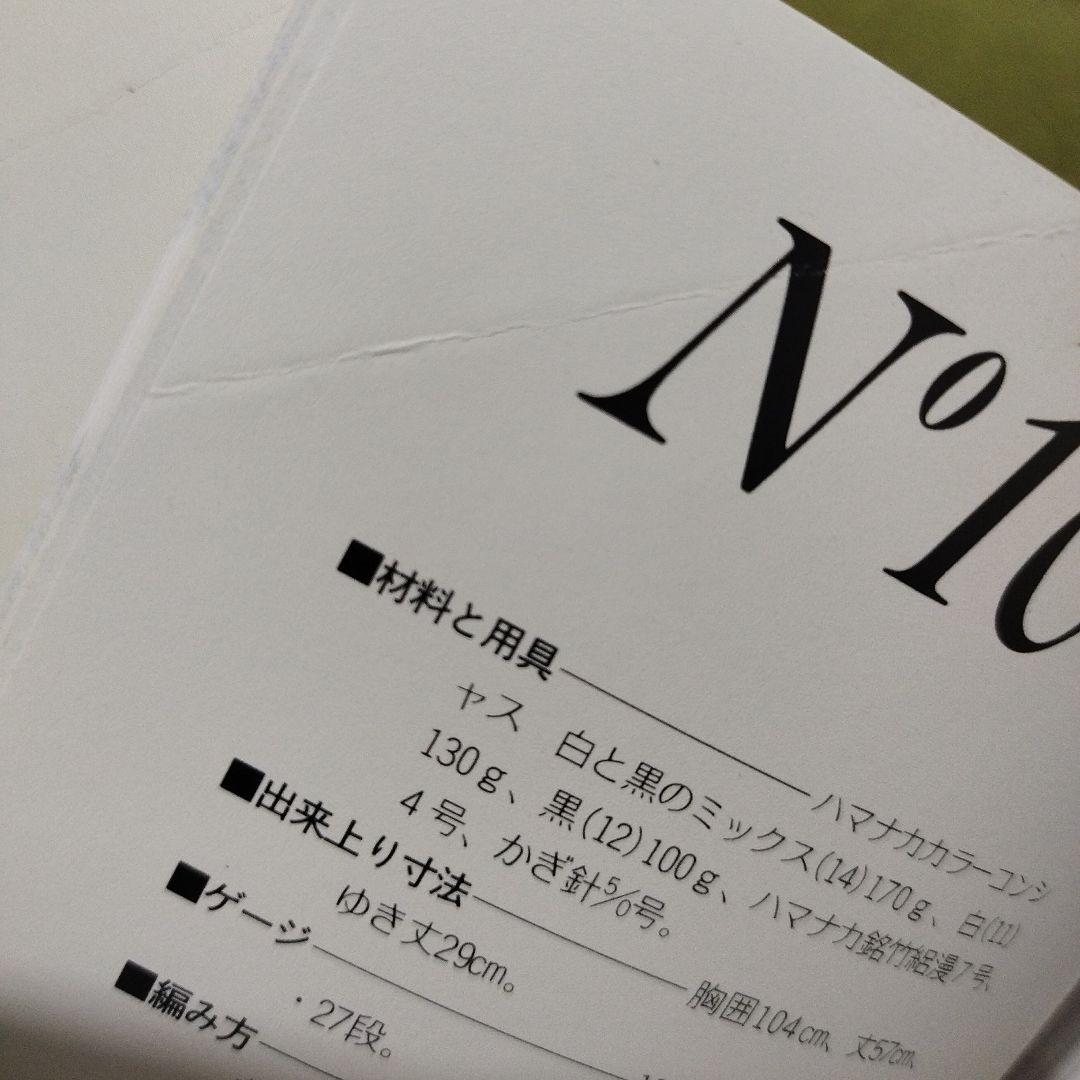 Nº10
■材料と用具――ハマナカカラーコンシ
ャス 白と黒のミックス(14)170g、白(11)
130g、黒(12)100g、ハマナカ銘竹 7号、
4号、かぎ針5/0号。
■出来上り寸法――胸囲104cm、丈57cm、
ゆき丈29cm。
■ゲージ――
・27段。
■編み方――